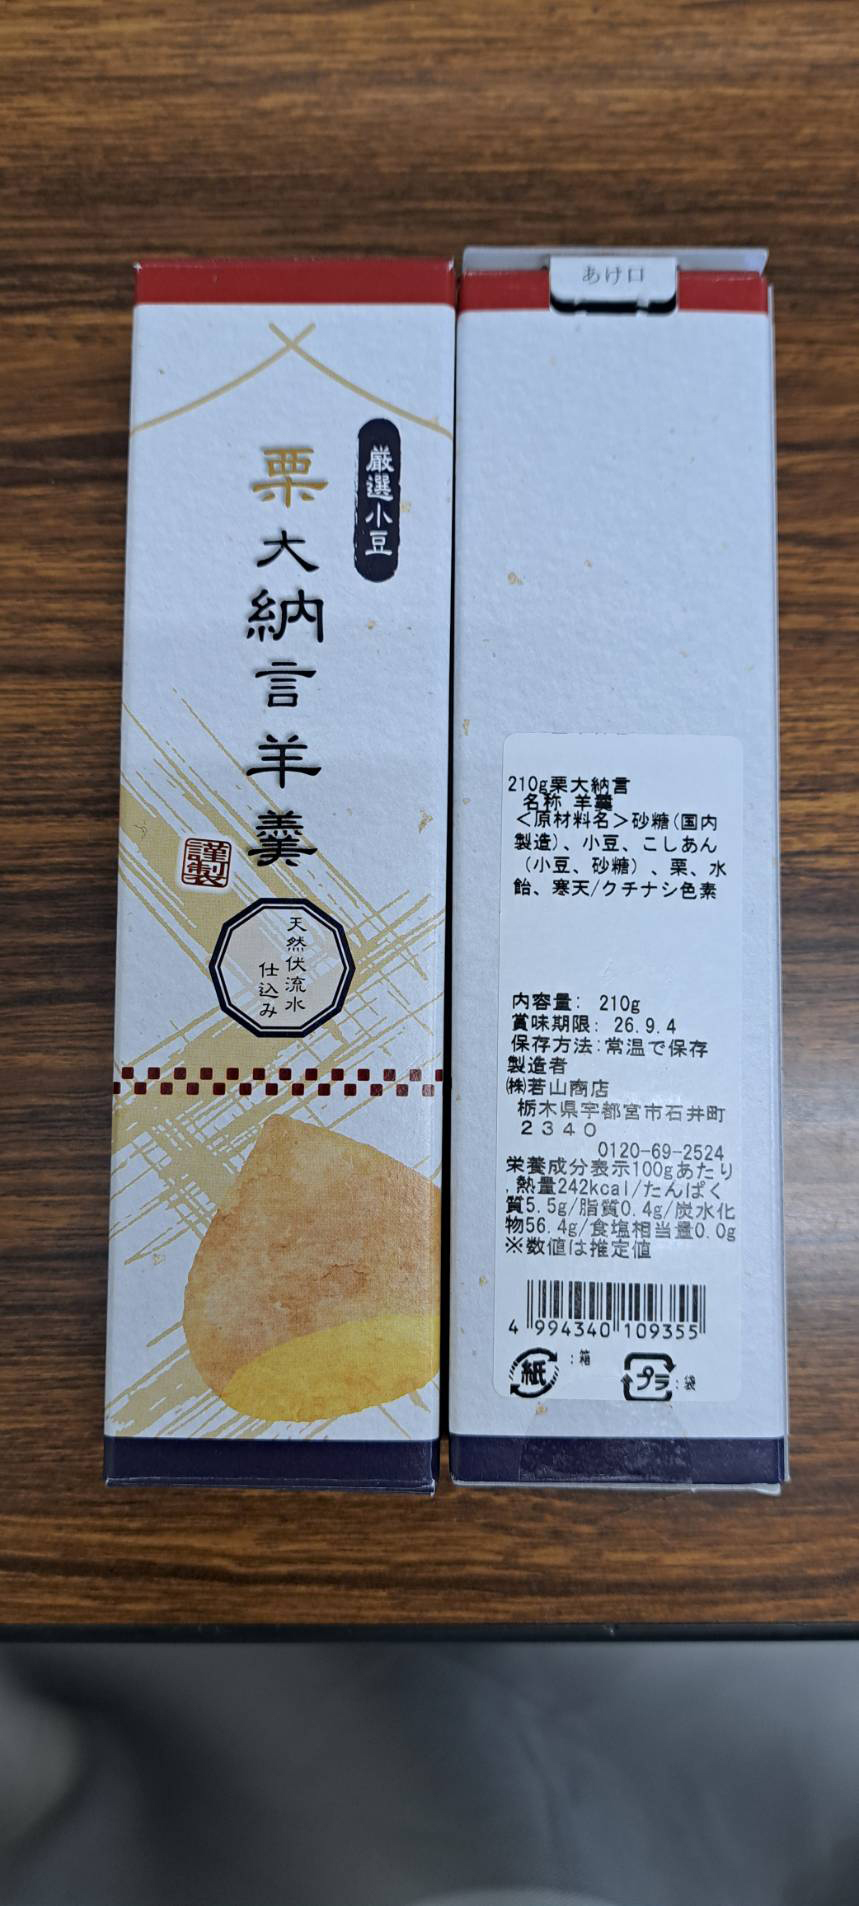 厳選小豆
栗大納言羊羹
謹製
天然伏流水
仕込み
あけ口
210g栗大納言
名称 羊羹
<原材料名>砂糖(国内
製造)、小豆、こしあん
(小豆、砂糖)、栗、水
飴、寒天/クチナシ色素
内容量: 210g
賞味期限: 26.9.4
保存方法:常温で保存
製造者
㈱若山商店
栃木県宇都宮市石井町
2340
0120-69-2524
栄養成分表示100gあたり
,熱量242kcal/たんぱく
質5.5g/脂質0.4g/炭水化
物56.4g/食塩相当量0.0g
※数値は推定値
4 994340 109355
紙 :箱
プラ :袋